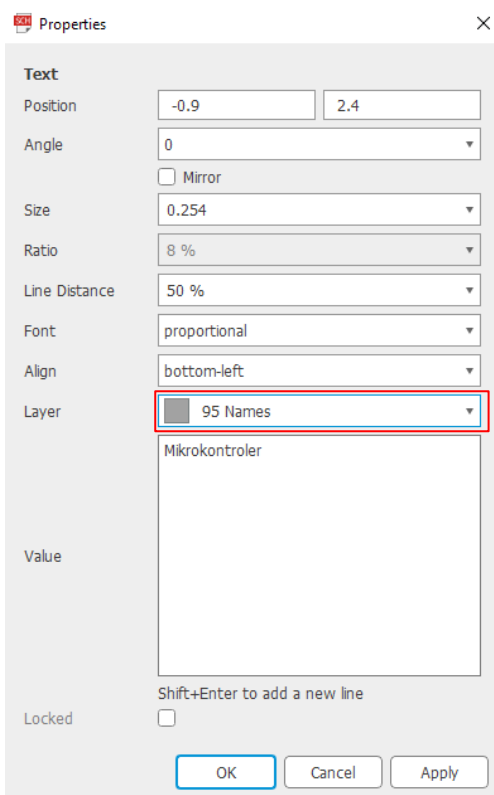 SCH Properties
Text
Position -0.9 2.4
Angle 0
Mirror
Size 0.254
Ratio 8 %
Line Distance 50 %
Font proportional
Align bottom-left
Layer 95 Names
Mikrokontroler
Value
Shift+Enter to add a new line
Locked
OK Cancel Apply